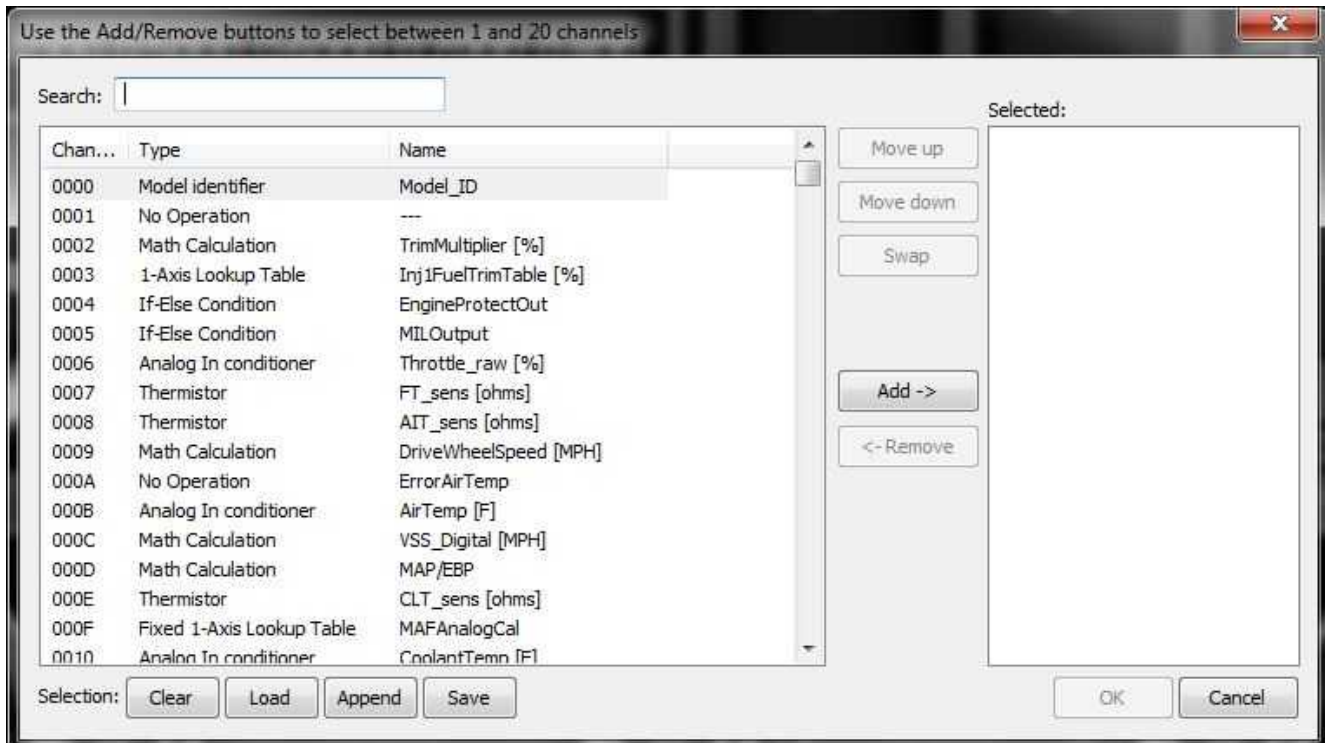 Use the Add/Remove buttons to select between 1 and 20 channels
Search:
Selected:
Chan... Type Name
0000 Model identifier Model_ID
0001 No Operation ---
0002 Math Calculation TrimMultiplier [%]
0003 1-Axis Lookup Table Inj1FuelTrimTable [%]
0004 If-Else Condition EngineProtectOut
0005 If-Else Condition MILOutput
0006 Analog In conditioner Throttle_raw [%]
0007 Thermistor FT_sens [ohms]
0008 Thermistor AIT_sens [ohms]
0009 Math Calculation DriveWheelSpeed [MPH]
000A No Operation ErrorAirTemp
000B Analog In conditioner AirTemp [F]
000C Math Calculation VSS_Digital [MPH]
000D Math Calculation MAP/EBP
000E Thermistor CLT_sens [ohms]
000F Fixed 1-Axis Lookup Table MAFAnalogCal
0010 Analog In conditioner CoolantTemp [F]
Move up
Move down
Swap
Add ->
<- Remove
Selection: Clear Load Append Save
OK Cancel